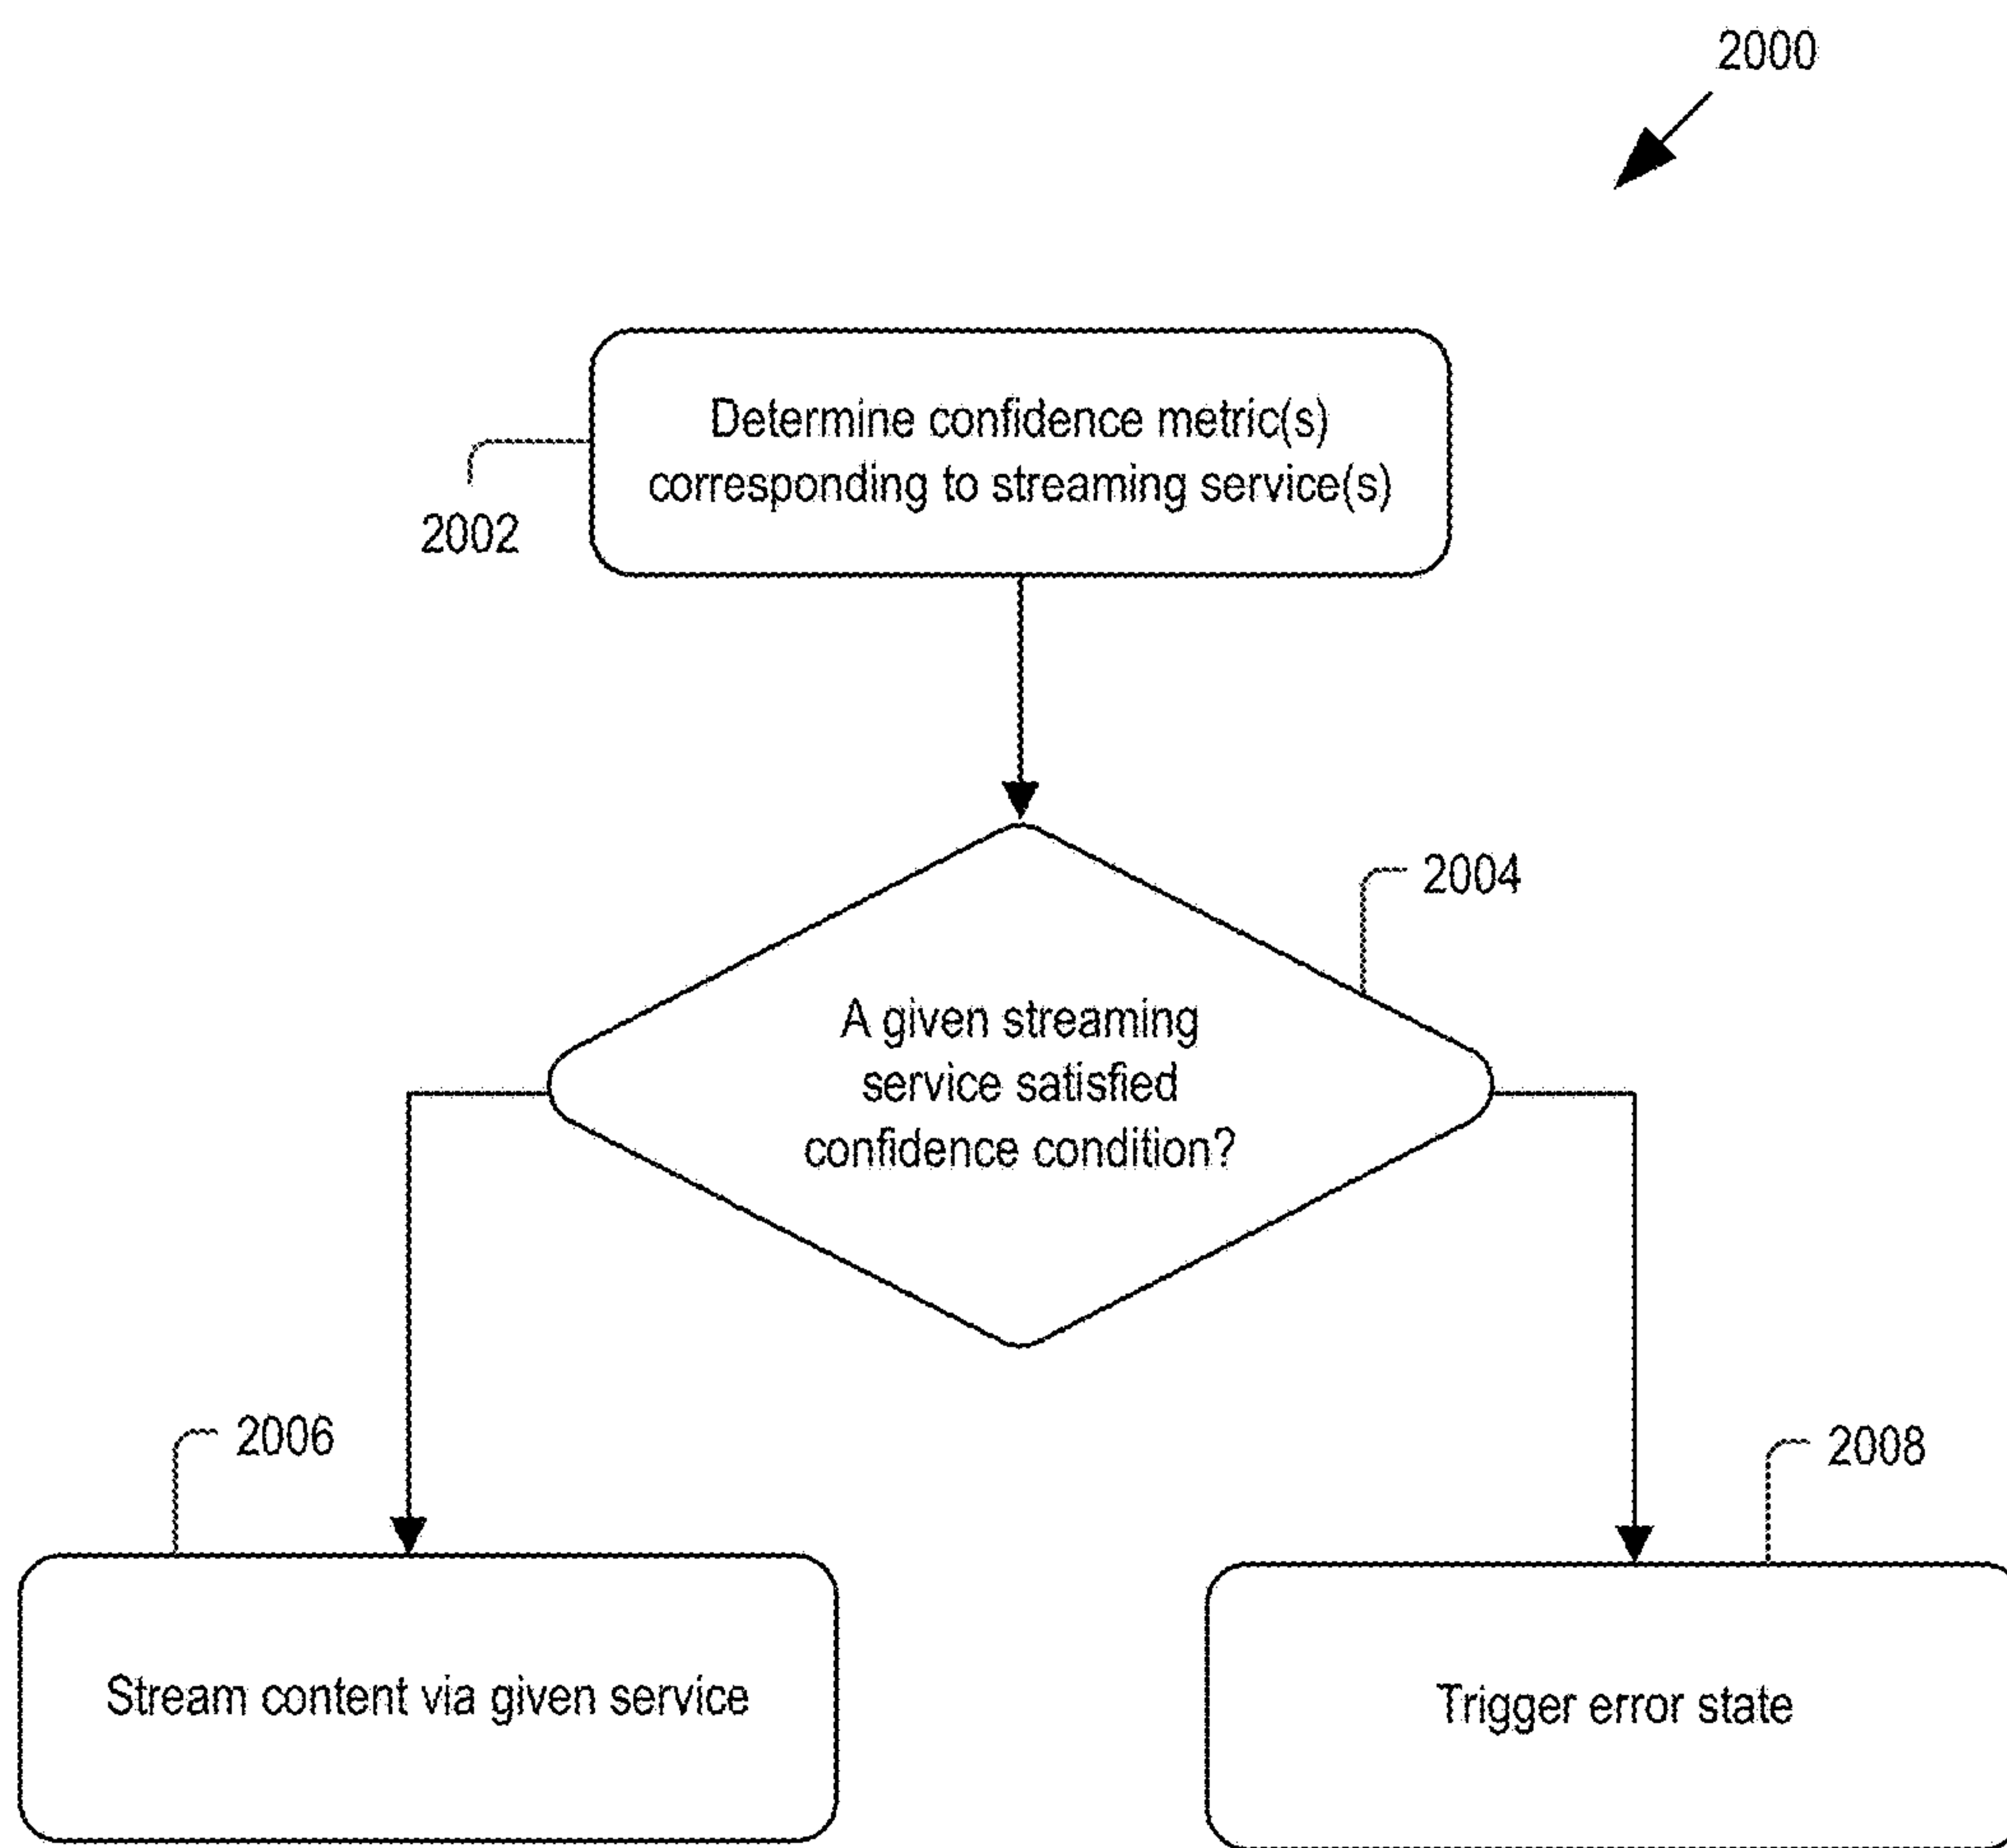 2000
Determine confidence metric(s)
corresponding to streaming service(s)
2002
2004
A given streaming
service satisfied
confidence condition?
2006
2008
Stream content via given service
Trigger error state